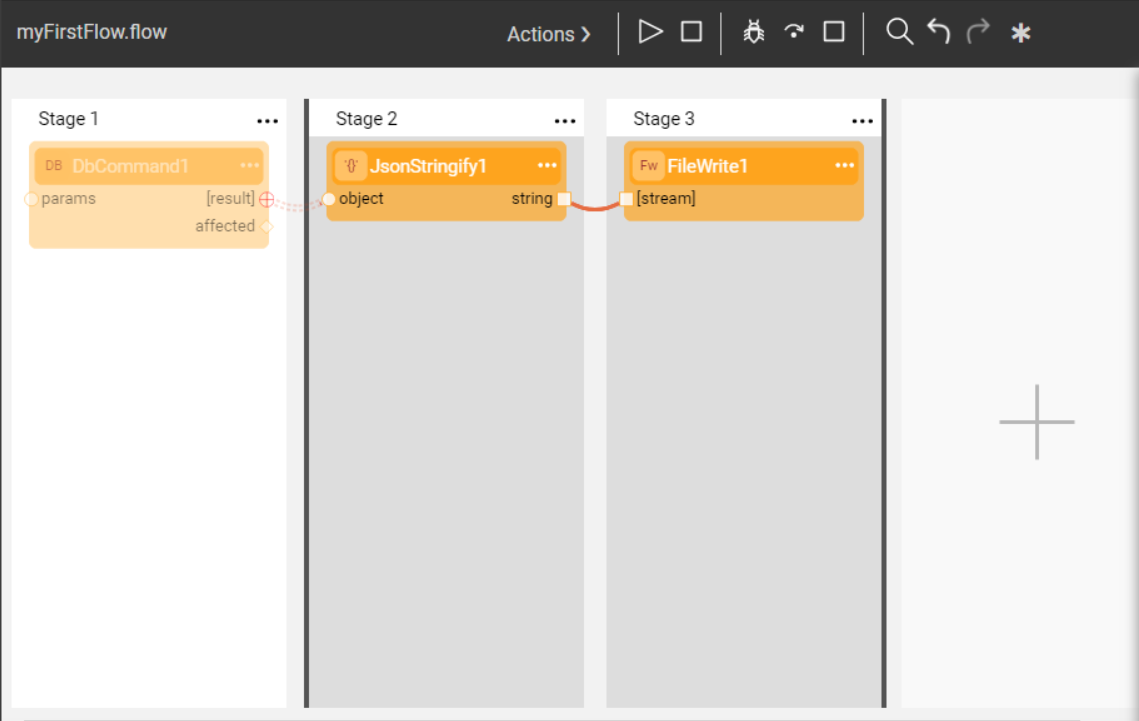 myFirstFlow.flow
Actions
Stage 1
Stage 2
Stage 3
DB DbCommand1
params [result]
affected
'{}' JsonStringify1
object string
Fw FileWrite1
[stream]